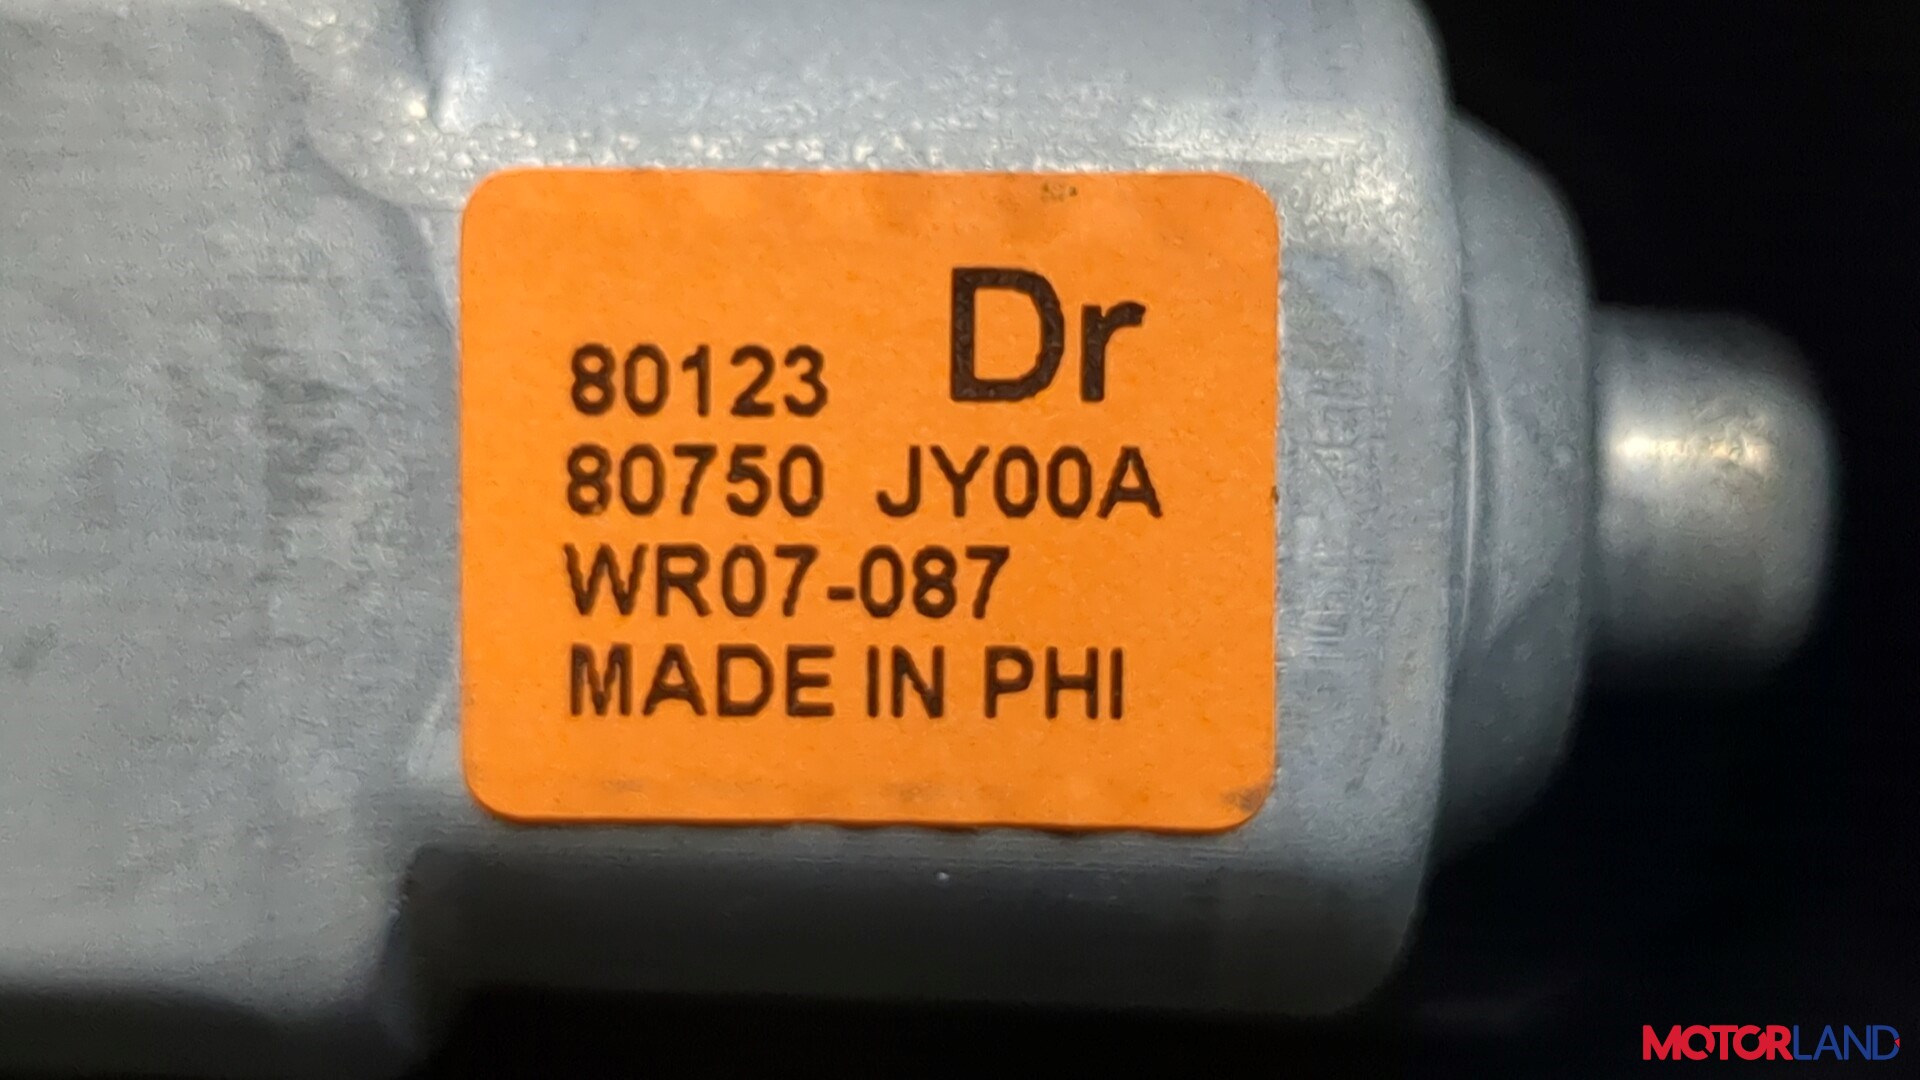 Dr
80123
80750 JY00A
WR07-087
MADE IN PHI
MOTORLAND